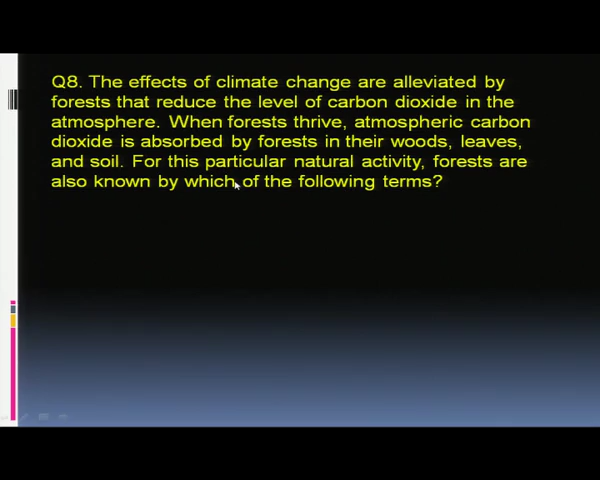 Q8. The effects of climate change are alleviated by
forests that reduce the level of carbon dioxide in the
atmosphere. When forests thrive, atmospheric carbon
dioxide is absorbed by forests in their woods, leaves,
and soil. For this particular natural activity, forests are
also known by which of the following terms?